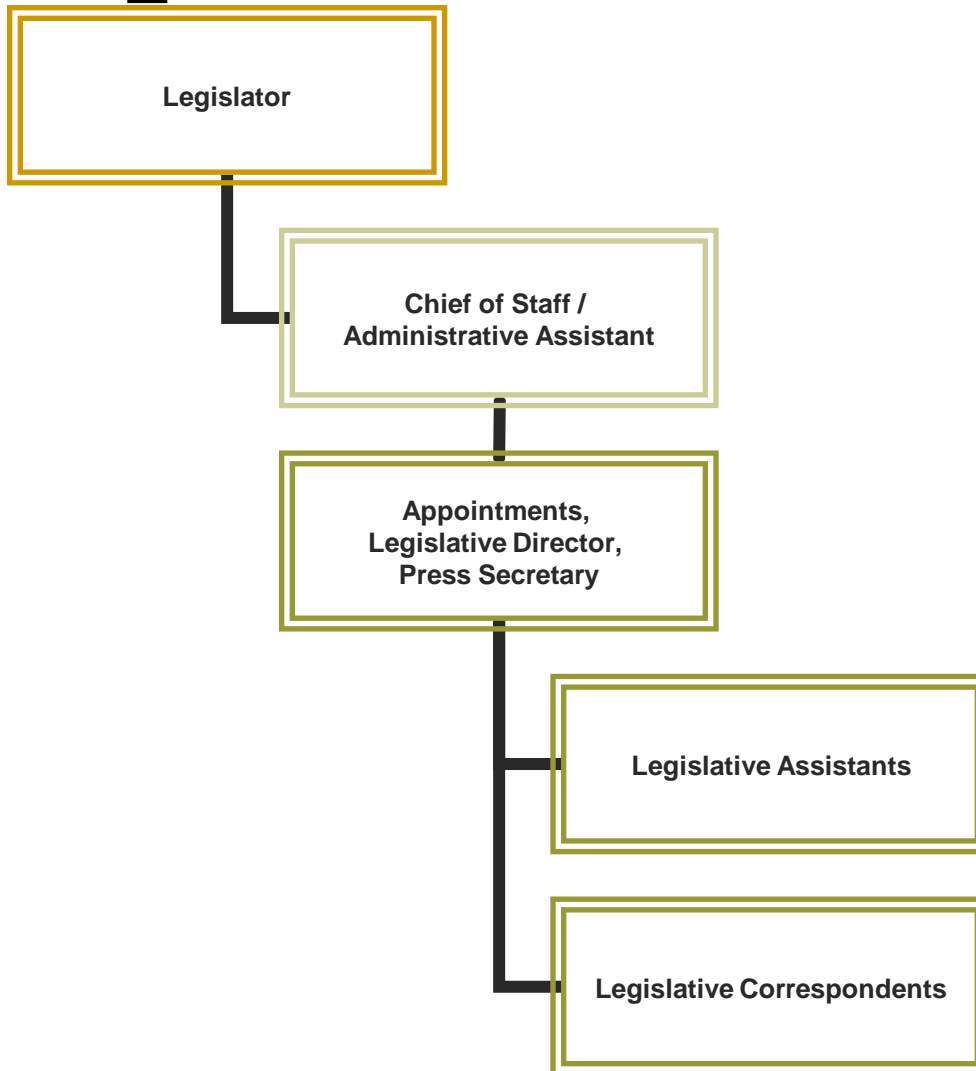 Legislator
Chief of Staff /
Administrative Assistant
Appointments,
Legislative Director,
Press Secretary
Legislative Assistants
Legislative Correspondents